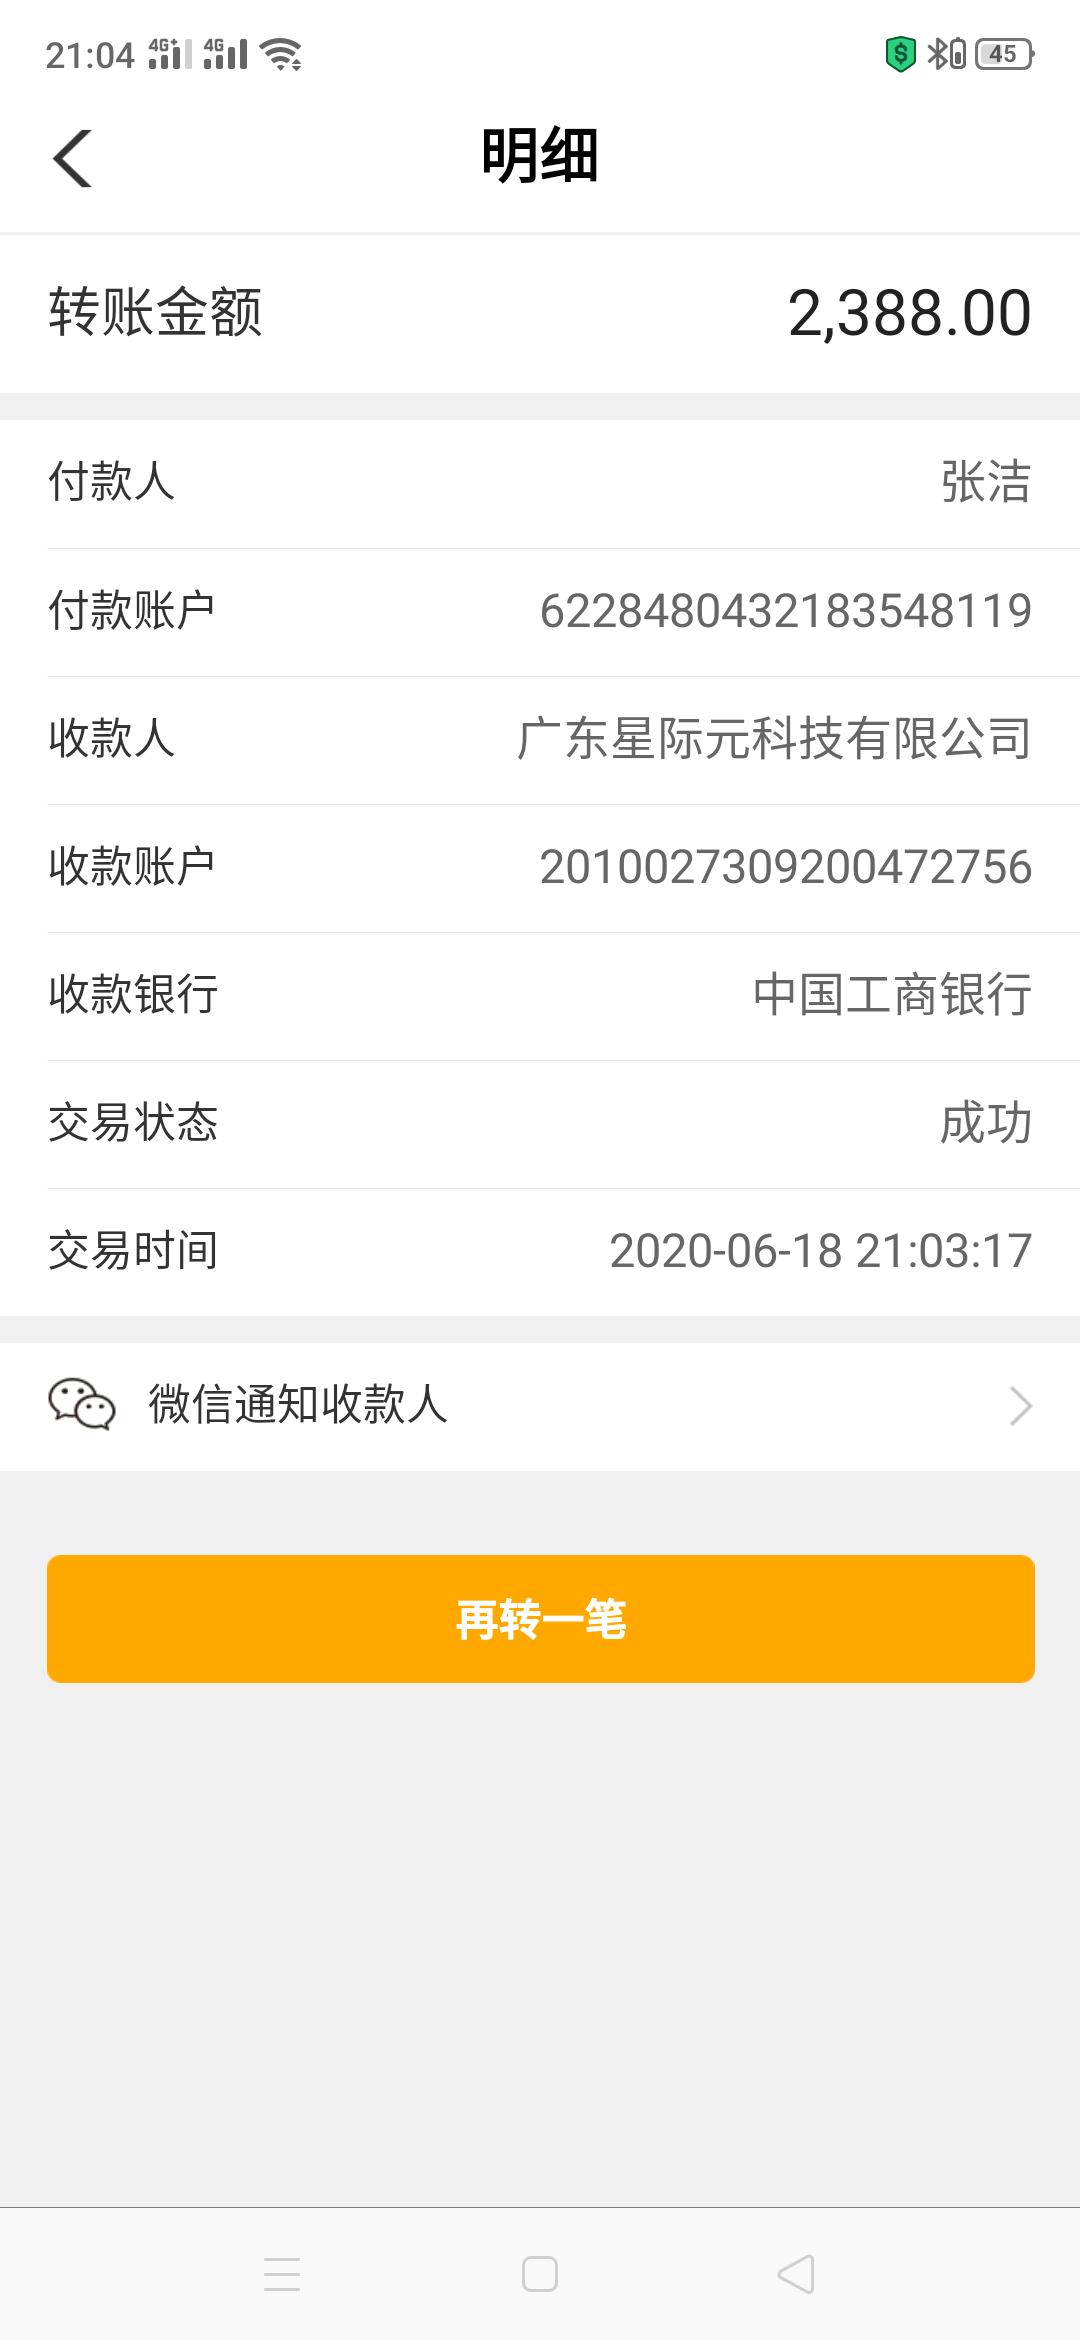 21:04 4G+ 4G 45
明细
转账金额 2,388.00
付款人 张洁
付款账户 6228480432183548119
收款人 广东星际元科技有限公司
收款账户 2010027309200472756
收款银行 中国工商银行
交易状态 成功
交易时间 2020-06-18 21:03:17
微信通知收款人
再转一笔